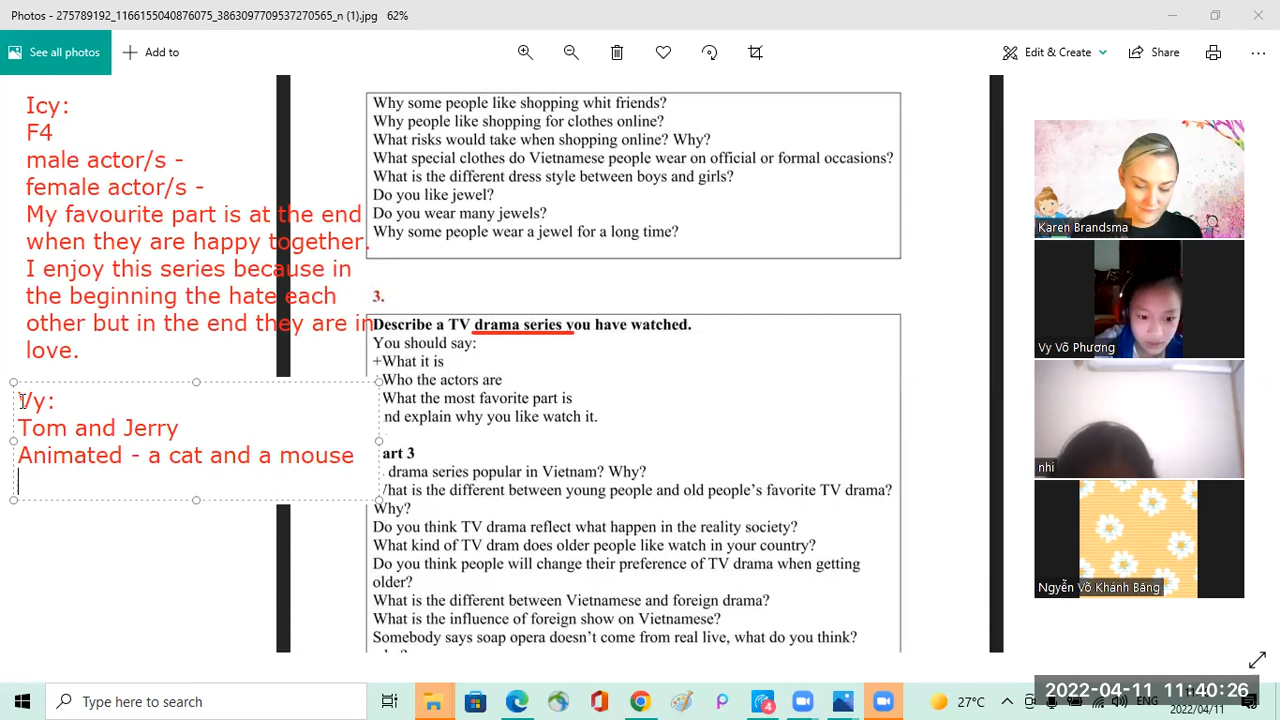 Photos - 275789192_1166155040876075_3863097709537270565_n (1).jpg 62%
See all photos
Add to
Edit & Create
Share
Icy:
F4
male actor/s -
female actor/s -
My favourite part is at the end
when they are happy together.
I enjoy this series because in
the beginning the hate each
other but in the end they are in
love.
Vy:
Tom and Jerry
Animated - a cat and a mouse
Why some people like shopping whit friends?
Why people like shopping for clothes online?
What risks would take when shopping online? Why?
What special clothes do Vietnamese people wear on official or formal occasions?
What is the different dress style between boys and girls?
Do you like jewel?
Do you wear many jewels?
Why some people wear a jewel for a long time?
3.
Describe a TV drama series you have watched.
You should say:
+What it is
Who the actors are
What the most favorite part is
nd explain why you like watch it.
art 3
drama series popular in Vietnam? Why?
hat is the different between young people and old people's favorite TV drama?
Why?
Do you think TV drama reflect what happen in the reality society?
What kind of TV dram does older people like watch in your country?
Do you think people will change their preference of TV drama when getting
older?
What is the different between Vietnamese and foreign drama?
What is the influence of foreign show on Vietnamese?
Somebody says soap opera doesn't come from real live, what do you think?
Karen Brandsma
Vy Võ Phương
nhi
Nguyễn Võ Khánh Băng
Type here to search
4
27°C
ENG
2022-04-11 11:40:26
2022/04/11